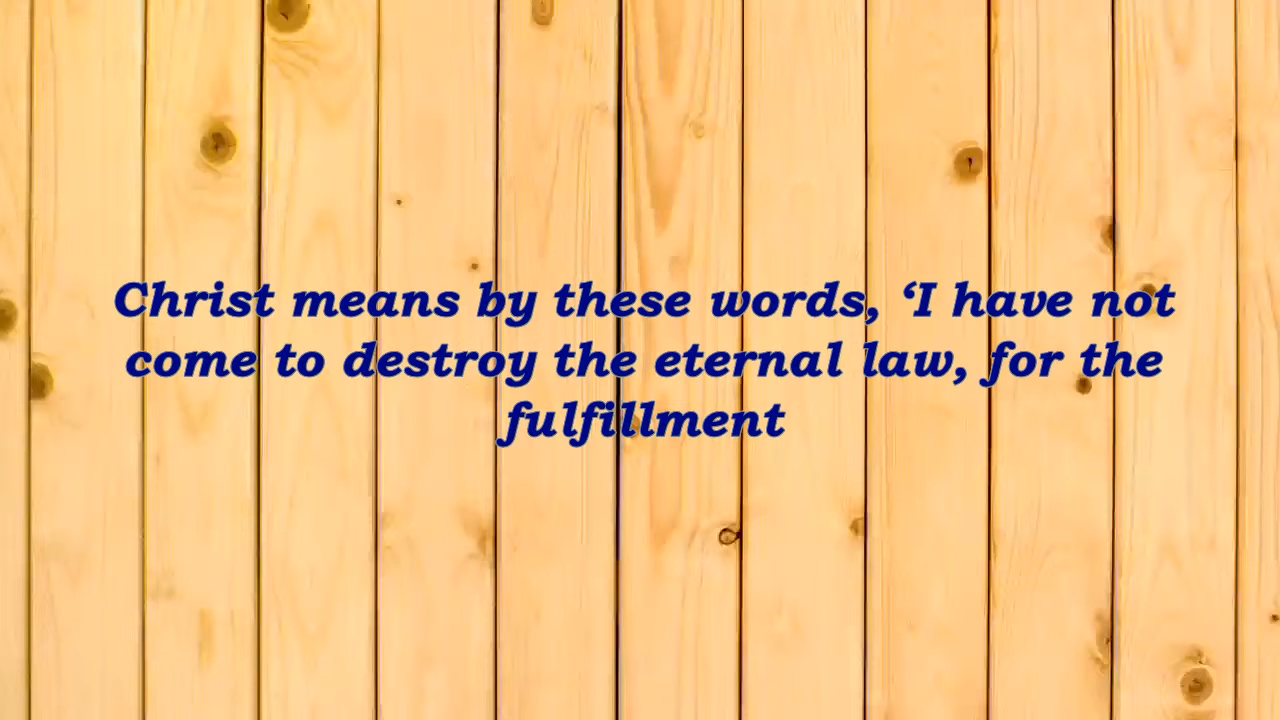 Christ means by these words, ‘I have not
come to destroy the eternal law, for the
fulfillment